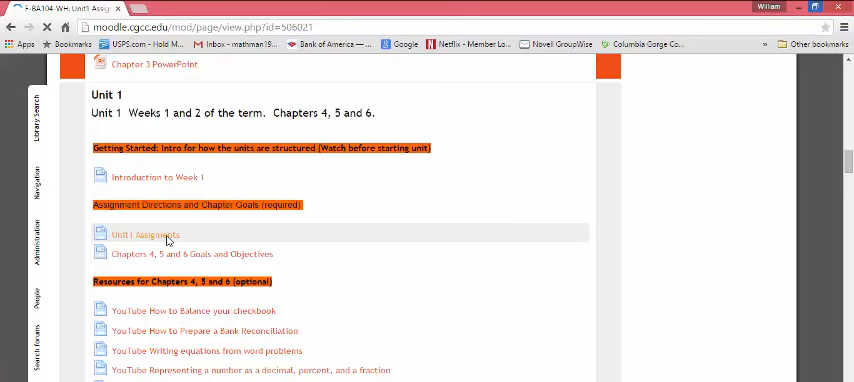 William
F-BA104-WH: Unit1 Assign
moodle.cgcc.edu/mod/page/view.php?id=506021
Apps Bookmarks USPS.com - Hold M... Inbox - mathman19... Bank of America — ... Google Netflix - Member Lo... Novell GroupWise Columbia Gorge Co... » Other bookmarks
Chapter 3 PowerPoint
Unit 1
Unit 1 Weeks 1 and 2 of the term. Chapters 4, 5 and 6.
Getting Started: Intro for how the units are structured (Watch before starting unit)
Introduction to Week 1
Assignment Directions and Chapter Goals (required)
Unit1 Assigments
Chapters 4, 5 and 6 Goals and Objectives
Resources for Chapters 4, 5 and 6 (optional)
YouTube How to Balance your checkbook
YouTube How to Prepare a Bank Reconciliation
YouTube Writing equations from word problems
YouTube Representing a number as a decimal, percent, and a fraction
Library Search
Navigation
Administration
People
Search forums